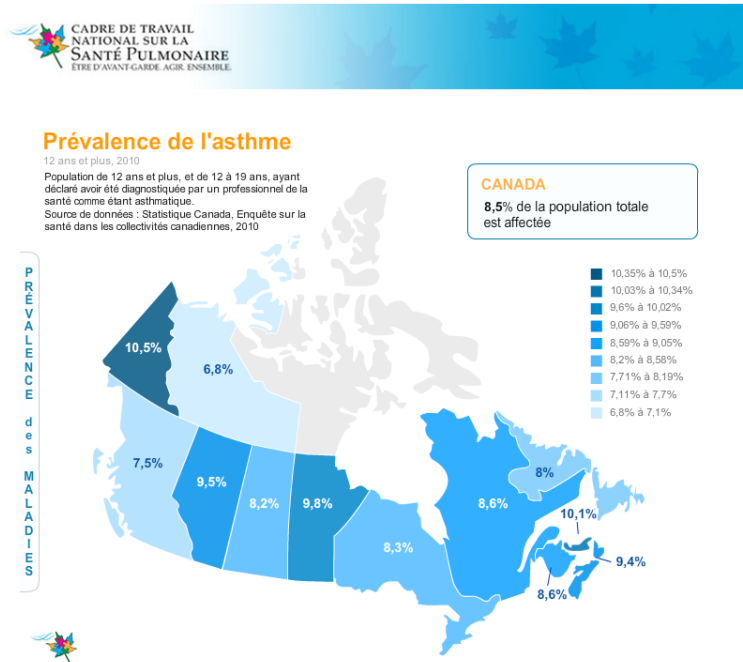 CADRE DE TRAVAIL
NATIONAL SUR LA
SANTÉ PULMONAIRE
ÊTRE D'AVANT-GARDE. AGIR. ENSEMBLE.
Prévalence de l'asthme
12 ans et plus, 2010
Population de 12 ans et plus, et de 12 à 19 ans, ayant
déclaré avoir été diagnostiquée par un professionnel de la
santé comme étant asthmatique.
Source de données : Statistique Canada, Enquête sur la
santé dans les collectivités canadiennes, 2010
CANADA
8,5% de la population totale
est affectée
PRÉVALENCE des MALADIES
10,35% à 10,5%
10,03% à 10,34%
9,6% à 10,02%
9,06% à 9,59%
8,59% à 9,05%
8,2% à 8,58%
7,71% à 8,19%
7,11% à 7,7%
6,8% à 7,1%
10,5%
6,8%
7,5%
9,5%
8,2%
9,8%
8,3%
8,6%
8%
10,1%
9,4%
8,6%